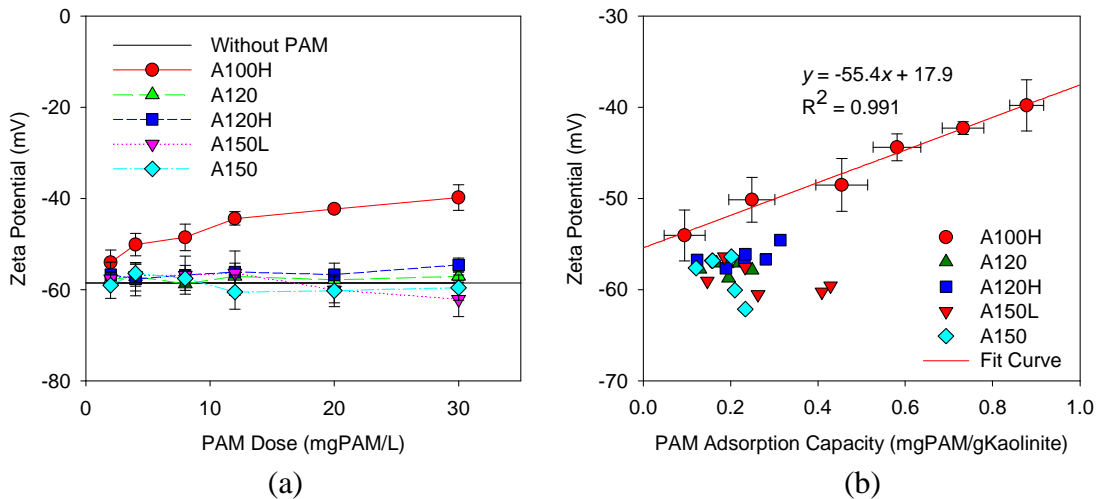 0
-20
-40
-60
-80
Zeta Potential (mV)
Without PAM
A100H
A120
A120H
A150L
A150
0 10 20 30
PAM Dose (mgPAM/L)
(a)
-30
-40
-50
-60
-70
Zeta Potential (mV)
y = -55.4x + 17.9
R² = 0.991
A100H
A120
A120H
A150L
A150
Fit Curve
0.0 0.2 0.4 0.6 0.8 1.0
PAM Adsorption Capacity (mgPAM/gKaolinite)
(b)